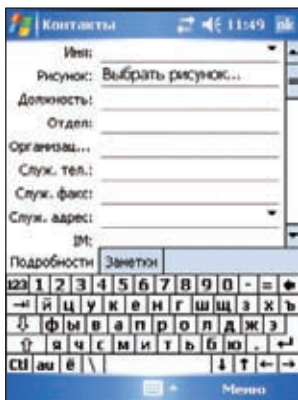 Контакты 11:49 ok
Имя:
Рисунок: Выбрать рисунок...
Должность:
Отдел:
Организац...
Служ. тел.:
Служ. факс:
Служ. адрес:
IM:
Подробности Заметки
123 1 2 3 4 5 6 7 8 9 0 - =
й ц у к е н г ш щ з х ъ
ф ы в а п р о л д ж э
я ч с м и т ь б ю .
Ctl au ё \
Меню